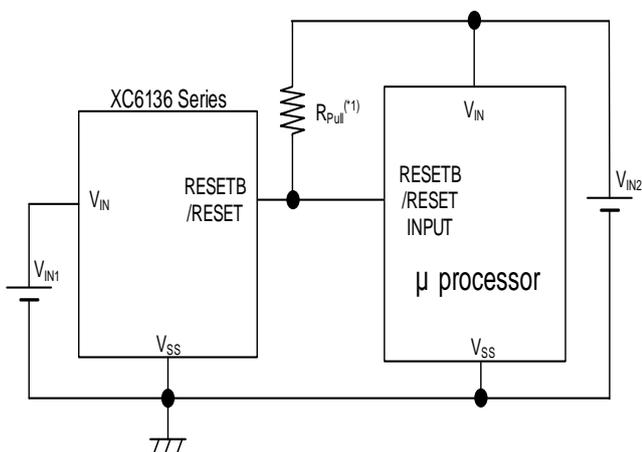 XC6136 Series
R_Pull(*1)
V_IN
V_IN
RESETB
/RESET
RESETB
/RESET
INPUT
V_IN1
V_IN2
μ processor
V_SS
V_SS